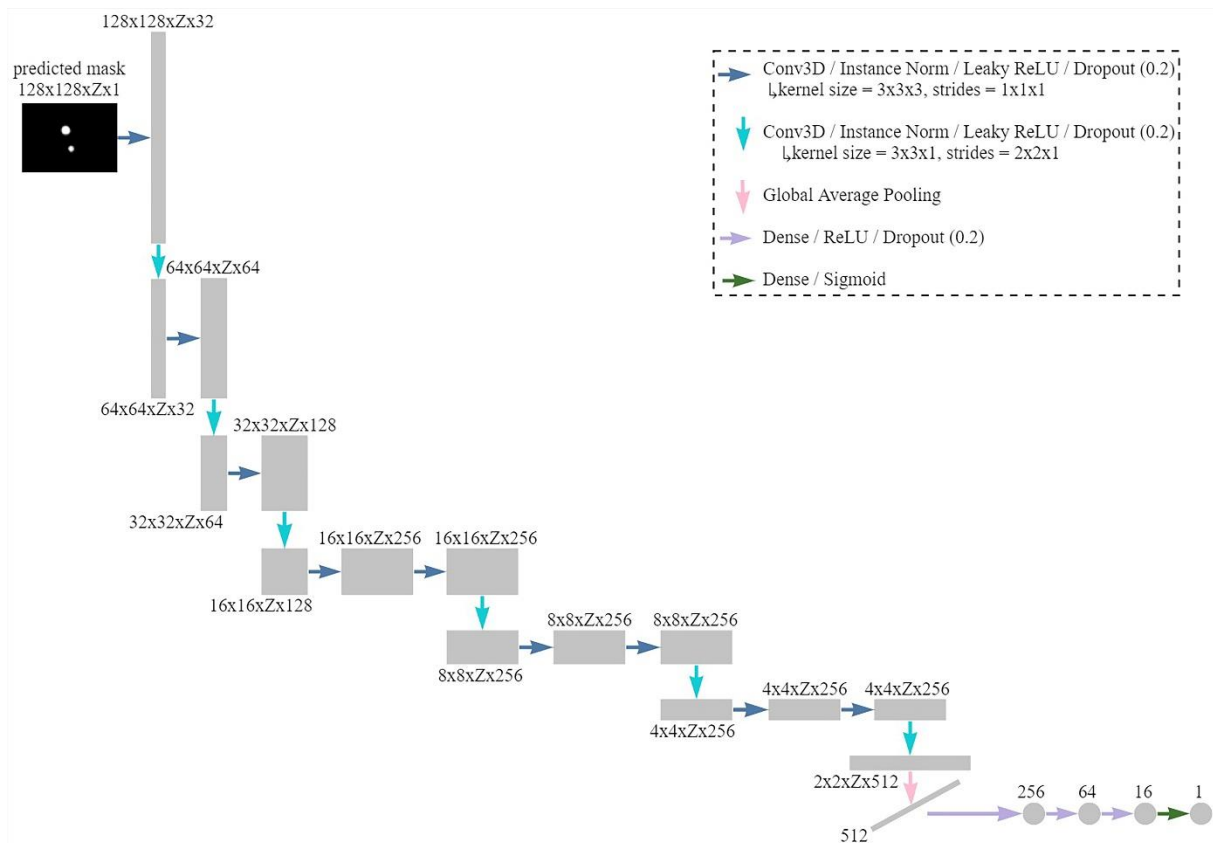 128x128xZx32
predicted mask
128x128xZx1
Conv3D / Instance Norm / Leaky ReLU / Dropout (0.2)
↳kernel size = 3x3x3, strides = 1x1x1
Conv3D / Instance Norm / Leaky ReLU / Dropout (0.2)
↳kernel size = 3x3x1, strides = 2x2x1
Global Average Pooling
Dense / ReLU / Dropout (0.2)
Dense / Sigmoid
64x64xZx64
64x64xZx32
32x32xZx128
32x32xZx64
16x16xZx256
16x16xZx256
16x16xZx128
8x8xZx256
8x8xZx256
8x8xZx256
4x4xZx256
4x4xZx256
4x4xZx256
2x2xZx512
512
256
64
16
1